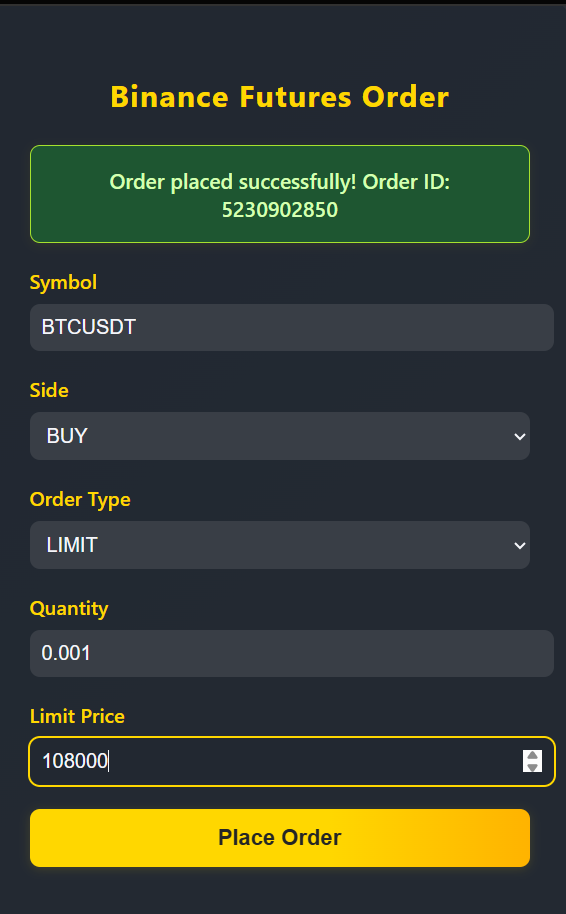 Binance Futures Order
Order placed successfully! Order ID:
5230902850
Symbol
BTCUSDT
Side
BUY
Order Type
LIMIT
Quantity
0.001
Limit Price
108000
Place Order